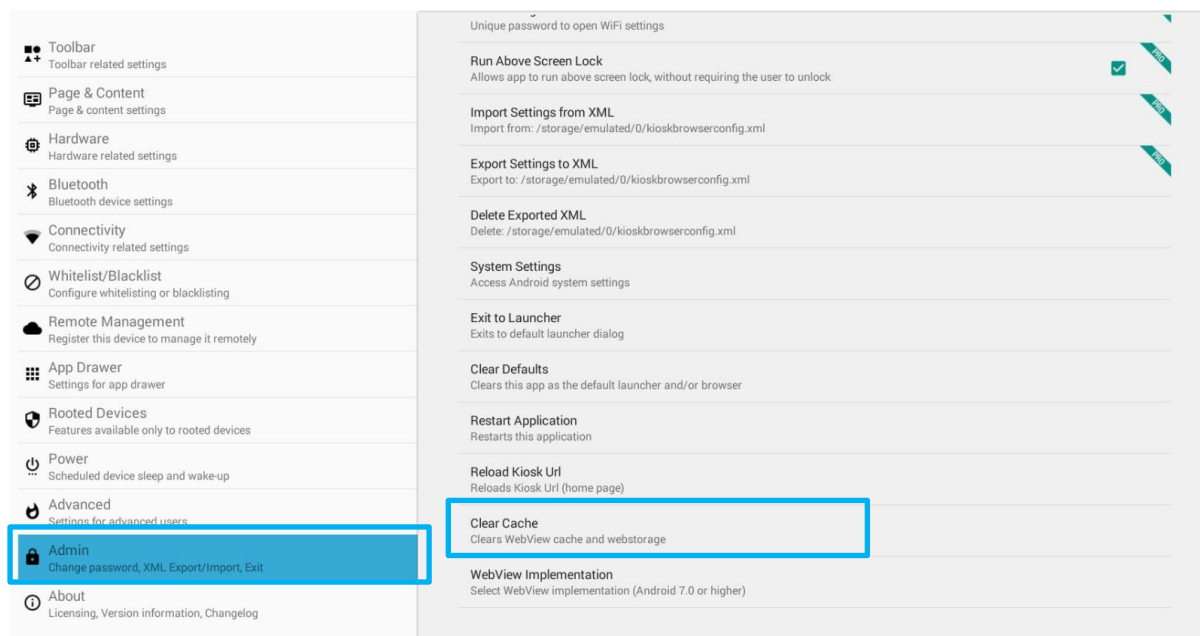 Toolbar
Toolbar related settings
Page & Content
Page & content settings
Hardware
Hardware related settings
Bluetooth
Bluetooth device settings
Connectivity
Connectivity related settings
Whitelist/Blacklist
Configure whitelisting or blacklisting
Remote Management
Register this device to manage it remotely
App Drawer
Settings for app drawer
Rooted Devices
Features available only to rooted devices
Power
Scheduled device sleep and wake-up
Advanced
Settings for advanced users
Admin
Change password, XML Export/Import, Exit
About
Licensing, Version information, Changelog
Unique password to open WiFi settings
Run Above Screen Lock
Allows app to run above screen lock, without requiring the user to unlock
PRO
Import Settings from XML
Import from: /storage/emulated/0/kioskbrowserconfig.xml
PRO
Export Settings to XML
Export to: /storage/emulated/0/kioskbrowserconfig.xml
PRO
Delete Exported XML
Delete: /storage/emulated/0/kioskbrowserconfig.xml
System Settings
Access Android system settings
Exit to Launcher
Exits to default launcher dialog
Clear Defaults
Clears this app as the default launcher and/or browser
Restart Application
Restarts this application
Reload Kiosk Url
Reloads Kiosk Url (home page)
Clear Cache
Clears WebView cache and webstorage
WebView Implementation
Select WebView implementation (Android 7.0 or higher)